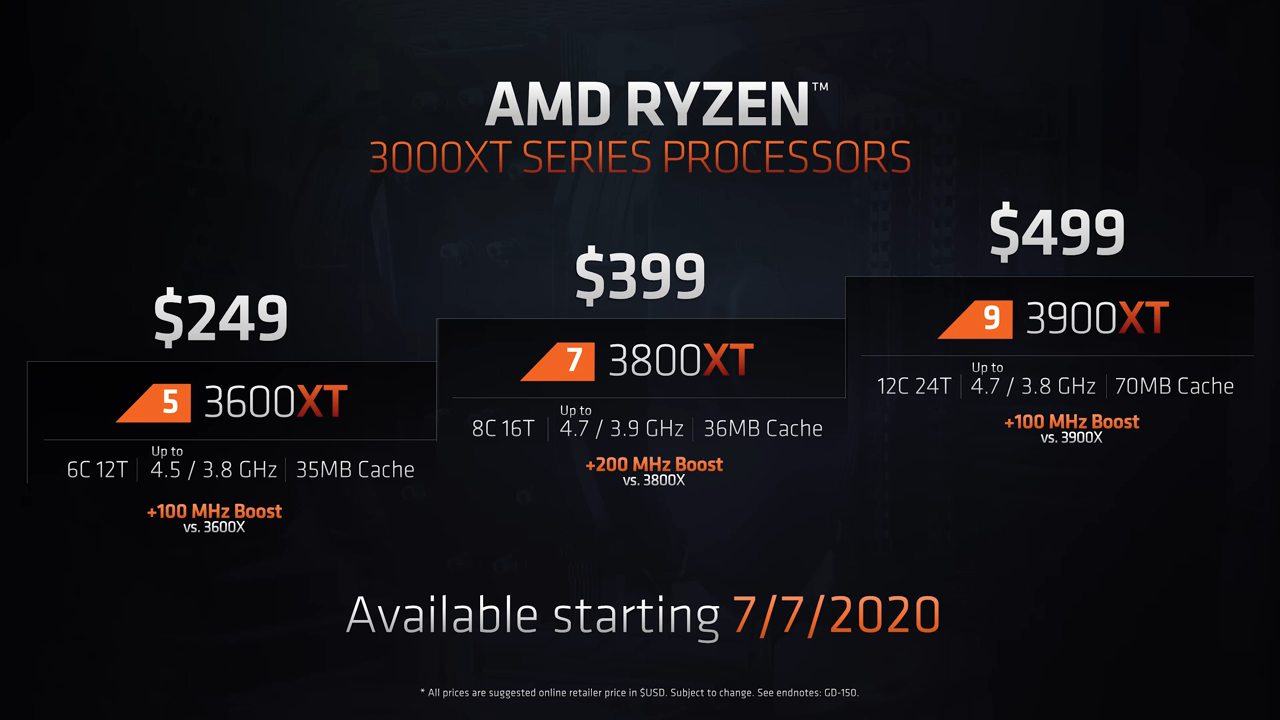 AMD RYZEN™
3000XT SERIES PROCESSORS
$249
5 3600XT
6C 12T | Up to 4.5 / 3.8 GHz | 35MB Cache
+100 MHz Boost
vs. 3600X
$399
7 3800XT
8C 16T | Up to 4.7 / 3.9 GHz | 36MB Cache
+200 MHz Boost
vs. 3800X
$499
9 3900XT
12C 24T | Up to 4.7 / 3.8 GHz | 70MB Cache
+100 MHz Boost
vs. 3900X
Available starting 7/7/2020
* All prices are suggested online retailer price in $USD. Subject to change. See endnotes: GD-150.